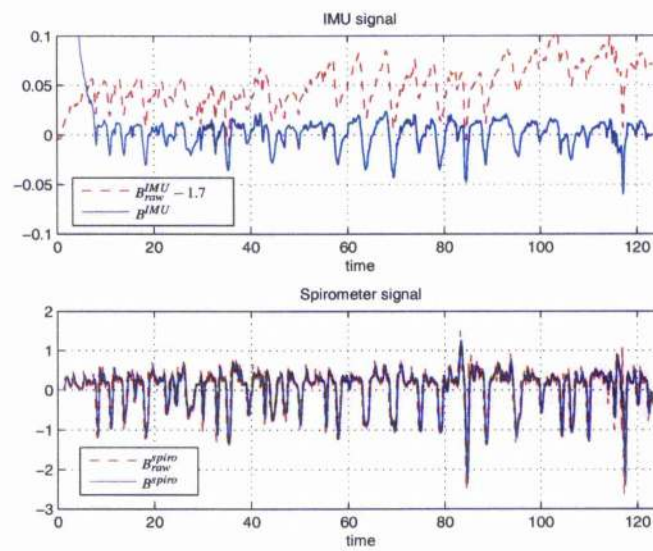 IMU signal
0.1
0.05
0
−0.05
−0.1
B^{IMU}_{raw} − 1.7
B^{IMU}
0 20 40 60 80 100 120
time
Spirometer signal
2
1
0
−1
−2
−3
B^{spiro}_{raw}
B^{spiro}
0 20 40 60 80 100 120
time